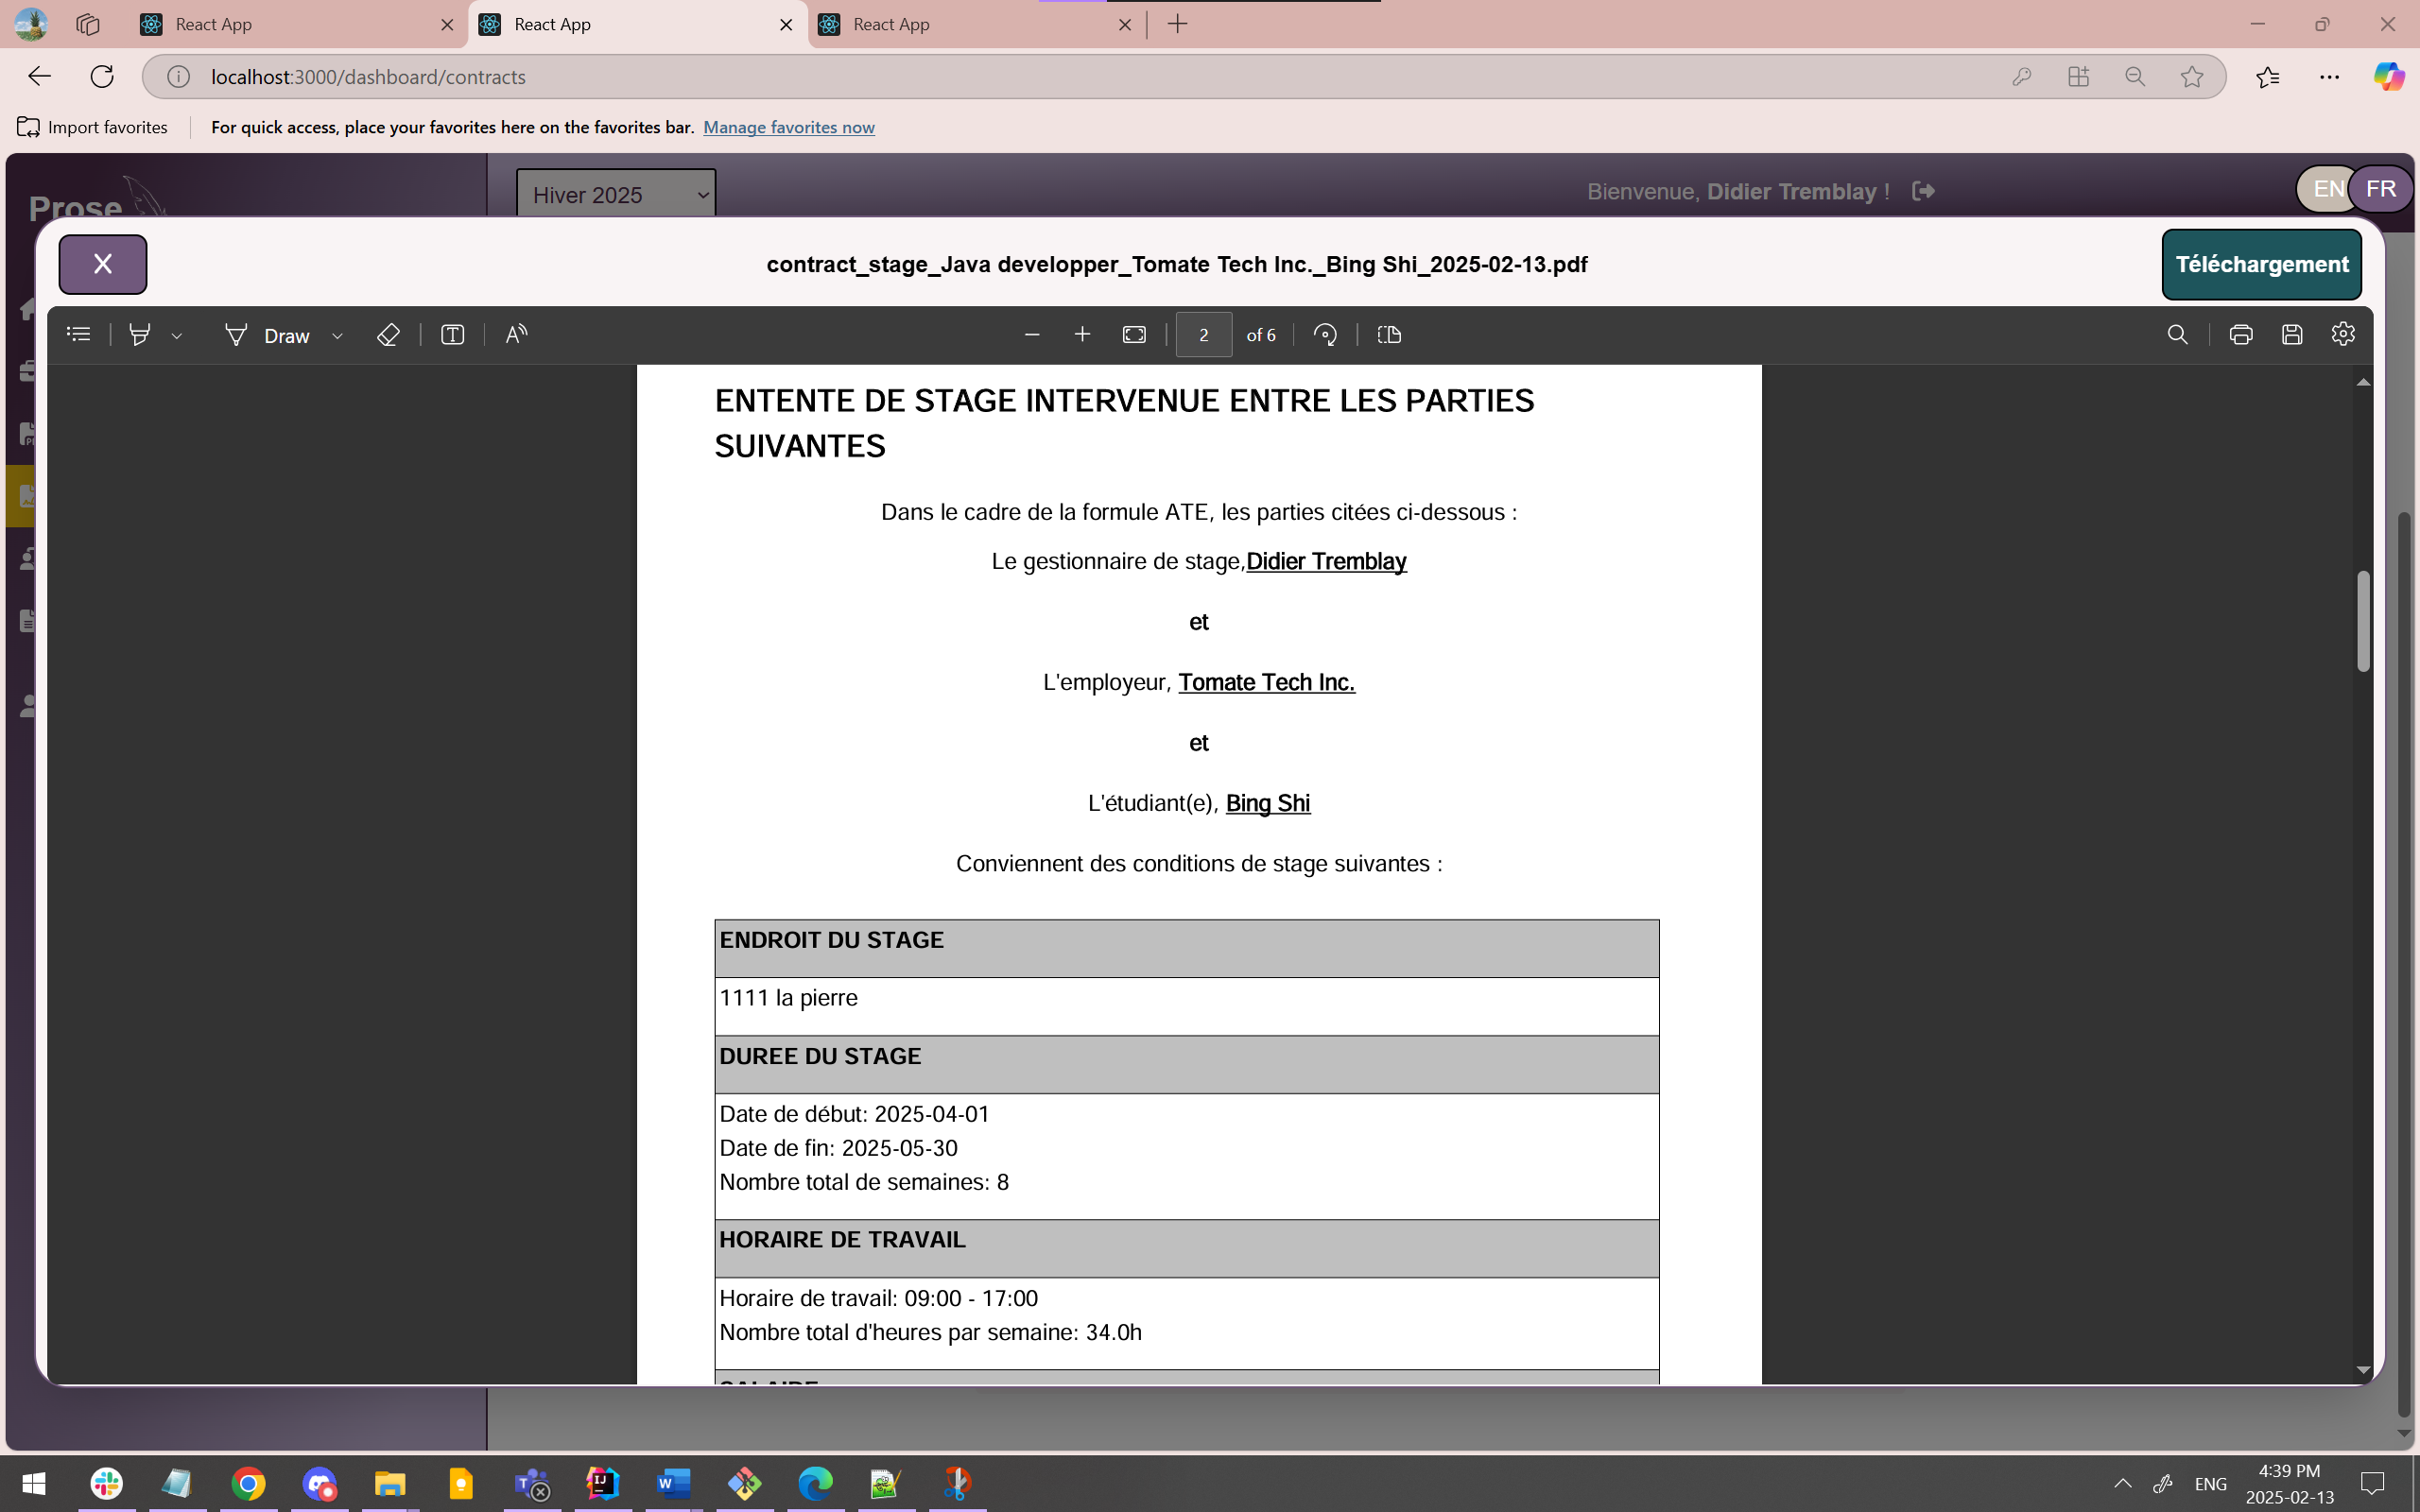 React App
React App
React App
localhost:3000/dashboard/contracts
Import favorites
For quick access, place your favorites here on the favorites bar. Manage favorites now
Prose
Hiver 2025
Bienvenue, Didier Tremblay !
EN FR
X
contract_stage_Java developper_Tomate Tech Inc._Bing Shi_2025-02-13.pdf
Téléchargement
Draw
2 of 6
ENTENTE DE STAGE INTERVENUE ENTRE LES PARTIES
SUIVANTES
Dans le cadre de la formule ATE, les parties citées ci-dessous :
Le gestionnaire de stage,Didier Tremblay
et
L'employeur, Tomate Tech Inc.
et
L'étudiant(e), Bing Shi
Conviennent des conditions de stage suivantes :
ENDROIT DU STAGE
1111 la pierre
DUREE DU STAGE
Date de début: 2025-04-01
Date de fin: 2025-05-30
Nombre total de semaines: 8
HORAIRE DE TRAVAIL
Horaire de travail: 09:00 - 17:00
Nombre total d'heures par semaine: 34.0h
ENG
4:39 PM
2025-02-13